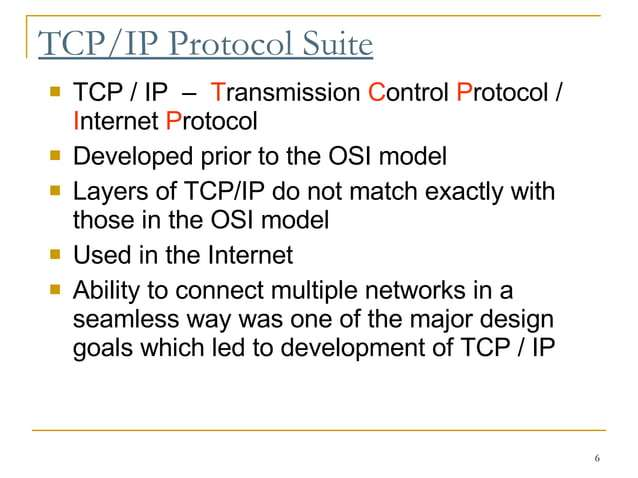 TCP/IP Protocol Suite
TCP / IP – Transmission Control Protocol /
Internet Protocol
Developed prior to the OSI model
Layers of TCP/IP do not match exactly with
those in the OSI model
Used in the Internet
Ability to connect multiple networks in a
seamless way was one of the major design
goals which led to development of TCP / IP
6